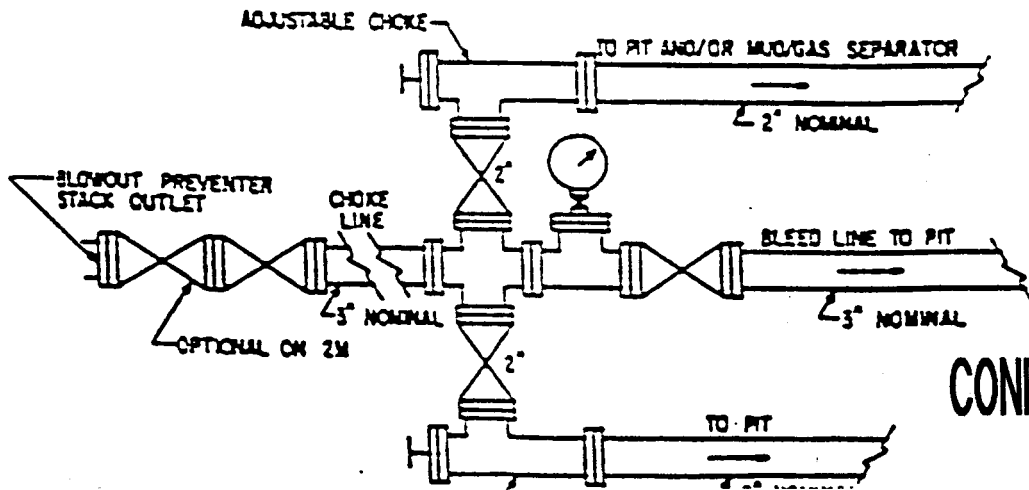 ADJUSTABLE CHOKE
TO PIT AND/OR MUD/GAS SEPARATOR
2" NOMINAL
2"
BLOWOUT PREVENTER
STACK OUTLET
CHOKE
LINE
BLEED LINE TO PIT
3" NOMINAL
3" NOMINAL
OPTIONAL ON 2M
2"
TO PIT
NOMINAL